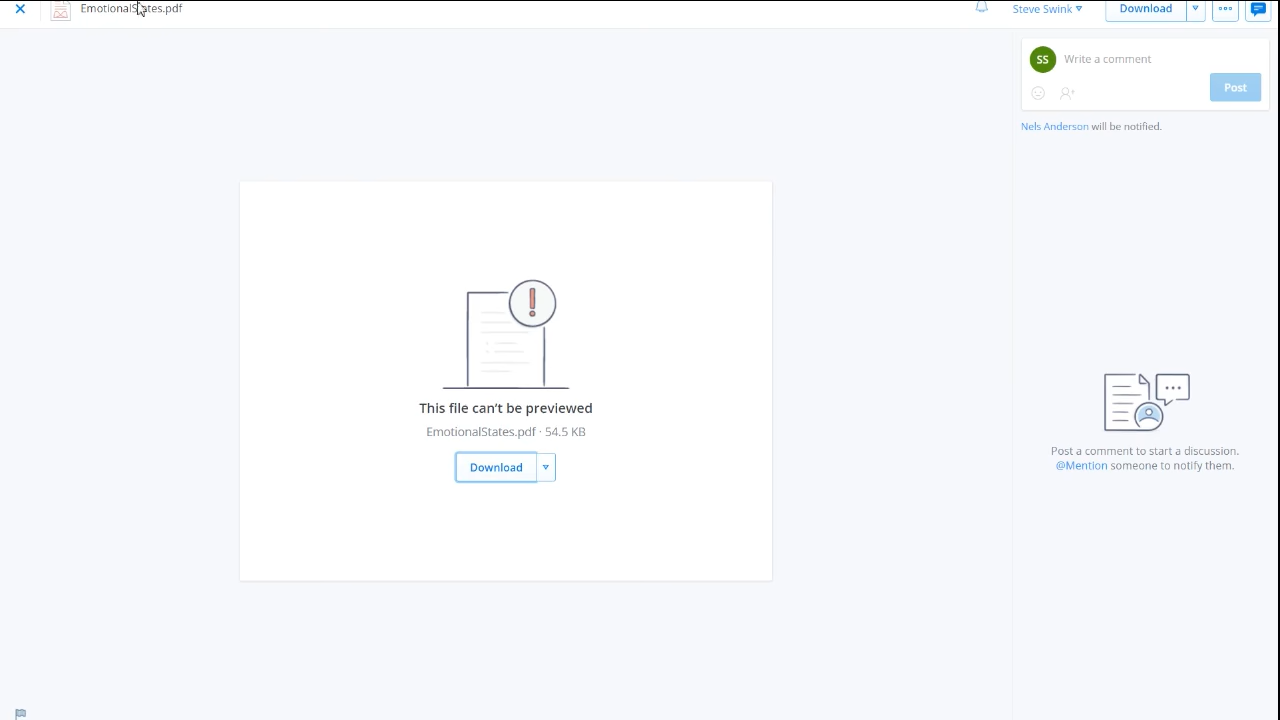 EmotionalStates.pdf
Steve Swink
Download
SS
Write a comment
Post
Nels Anderson will be notified.
This file can't be previewed
EmotionalStates.pdf · 54.5 KB
Download
Post a comment to start a discussion.
@Mention someone to notify them.